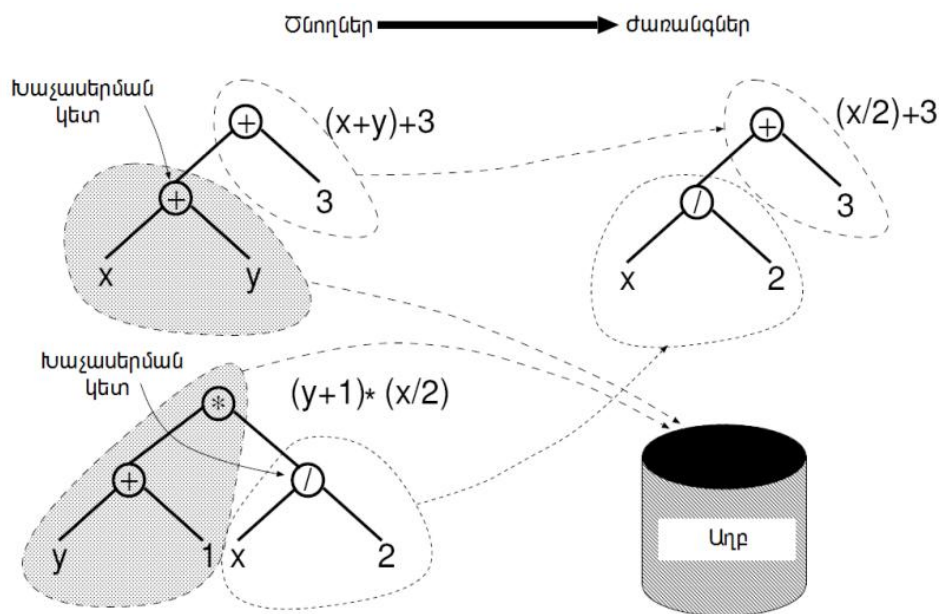 Ծնողներ
Ժառանգներ
Խաչասերման
կետ
+
(x+y)+3
3
+
x
y
+
(x/2)+3
3
/
x
2
Խաչասերման
կետ
*
(y+1)* (x/2)
+
y
1
/
x
2
Աղբ